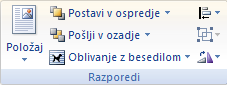 Postavi v ospredje
Pošlji v ozadje
Položaj
Oblivanje z besedilom
Razporedi